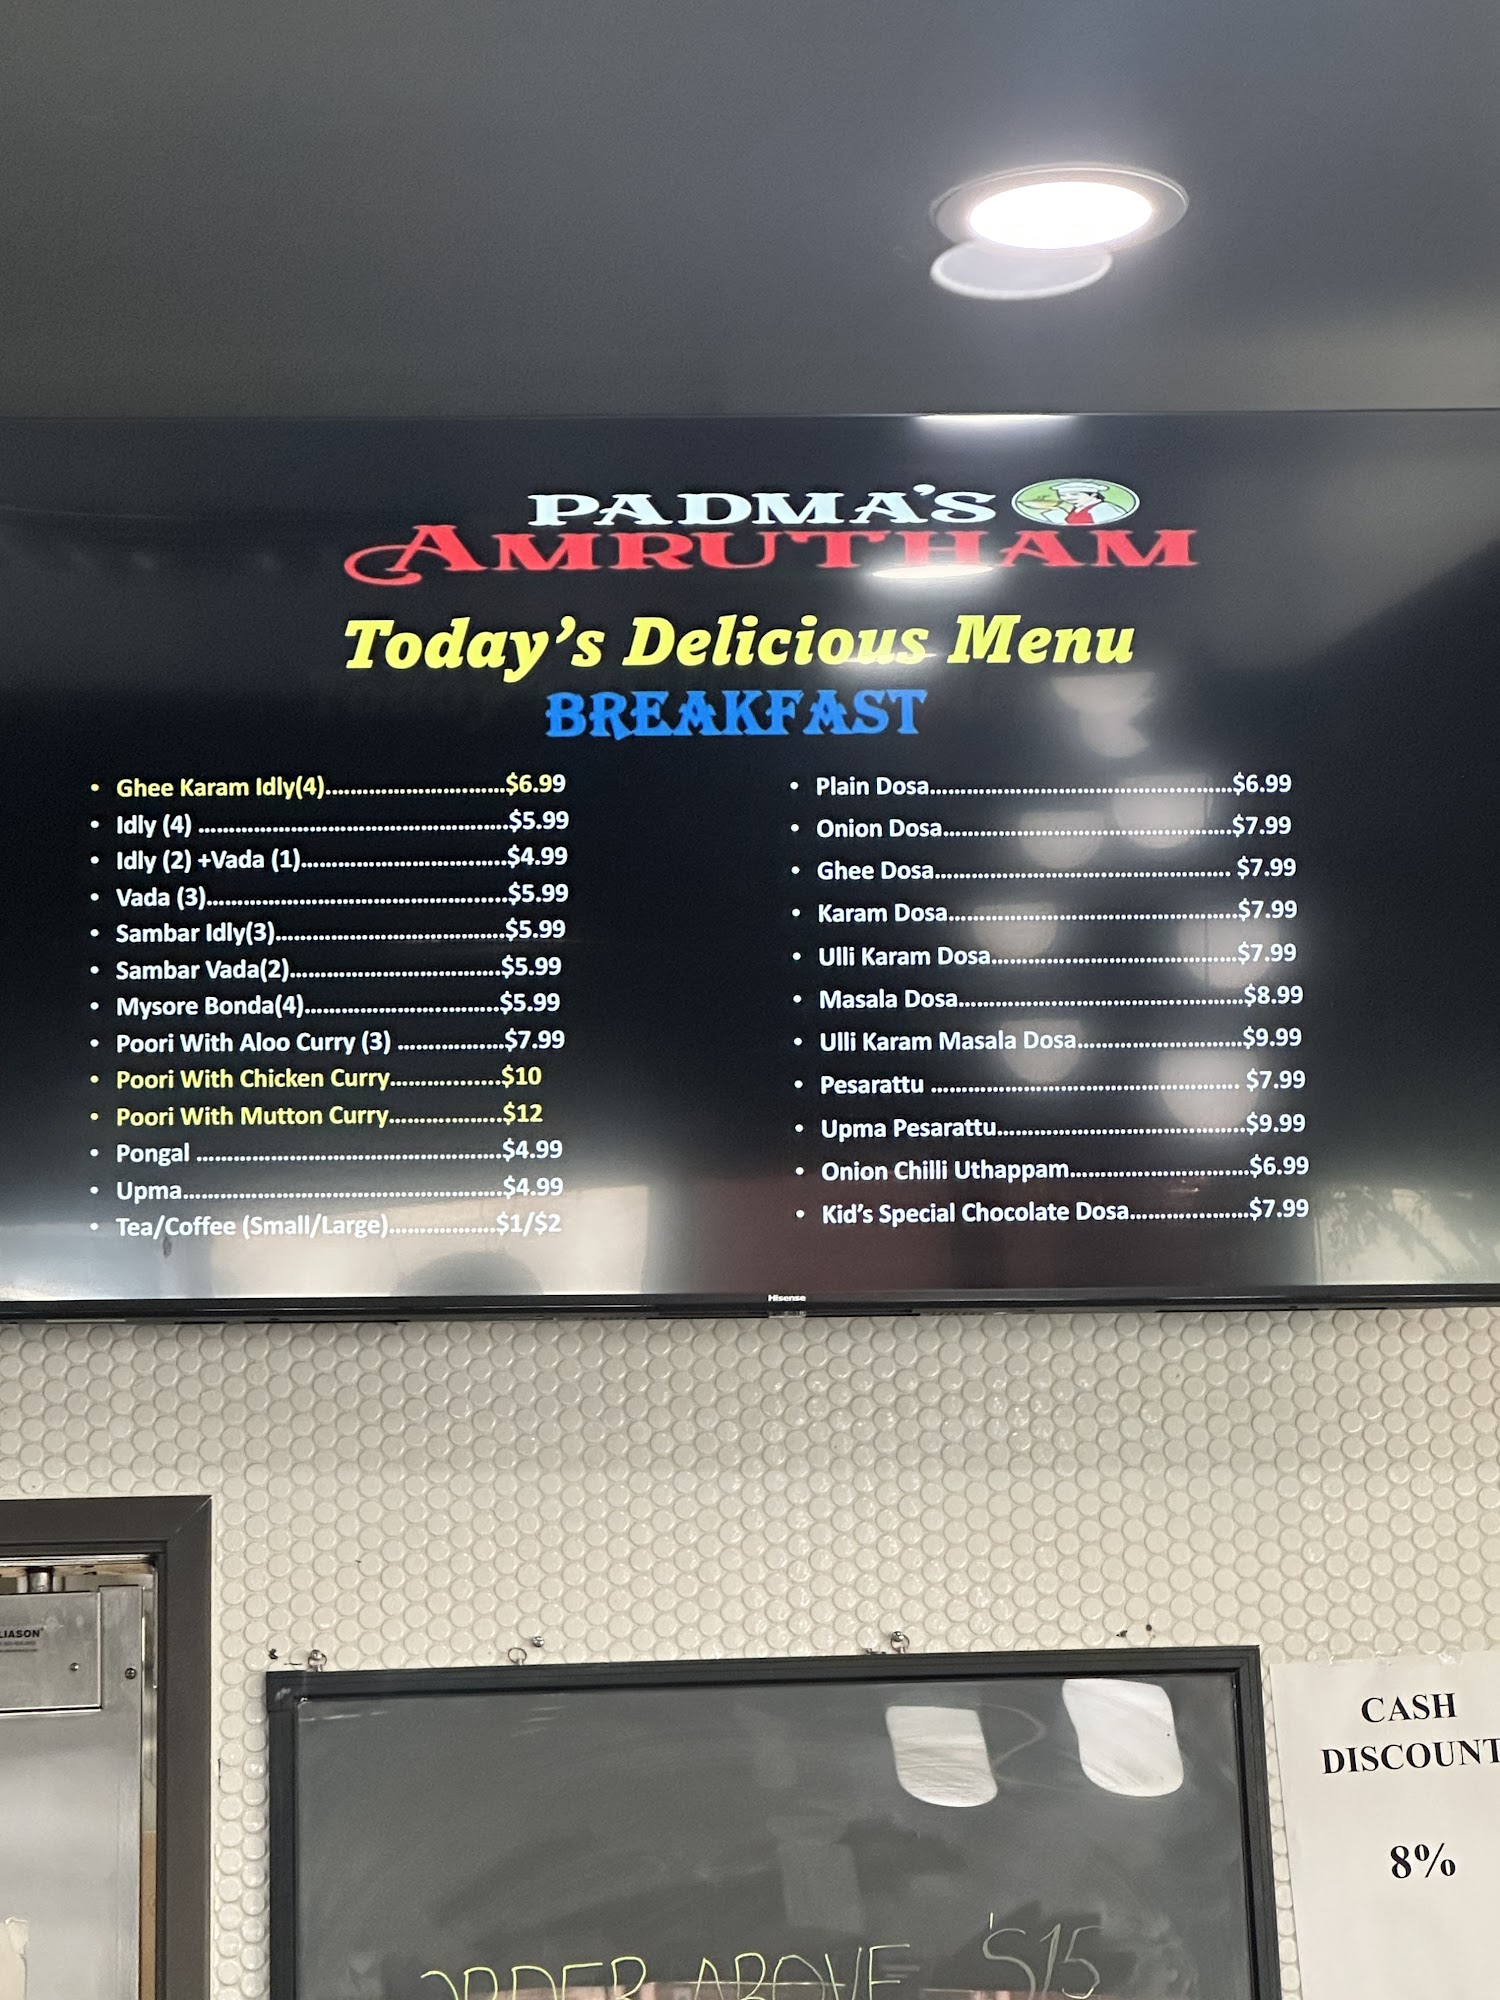 PADMA'S
AMRUTHAM
Today's Delicious Menu
BREAKFAST
• Ghee Karam Idly(4)..............................$6.99
• Idly (4) ....................................................$5.99
• Idly (2) +Vada (1)..................................$4.99
• Vada (3)..................................................$5.99
• Sambar Idly(3)......................................$5.99
• Sambar Vada(2)...................................$5.99
• Mysore Bonda(4)................................$5.99
• Poori With Aloo Curry (3) ..................$7.99
• Poori With Chicken Curry...................$10
• Poori With Mutton Curry...................$12
• Pongal ...................................................$4.99
• Upma.....................................................$4.99
• Tea/Coffee (Small/Large)..................$1/$2
• Plain Dosa..................................................$6.99
• Onion Dosa................................................$7.99
• Ghee Dosa................................................. $7.99
• Karam Dosa................................................$7.99
• Ulli Karam Dosa.........................................$7.99
• Masala Dosa...............................................$8.99
• Ulli Karam Masala Dosa...........................$9.99
• Pesarattu ................................................... $7.99
• Upma Pesarattu.........................................$9.99
• Onion Chilli Uthappam..............................$6.99
• Kid's Special Chocolate Dosa....................$7.99
Hisense
LIASON
CASH
DISCOUNT
8%
ORDER ABOVE $15